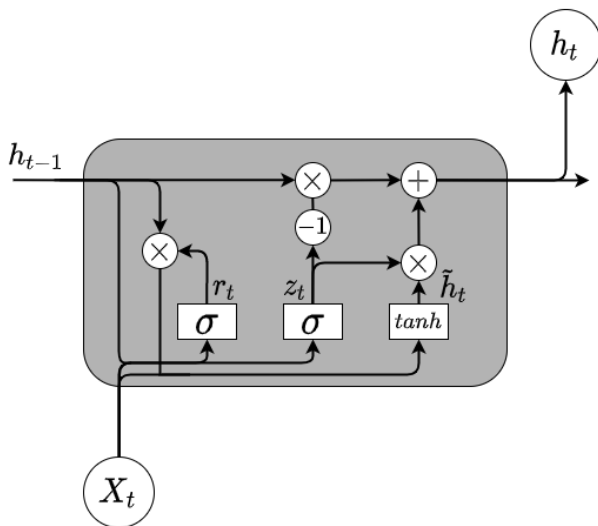 h_t
h_{t-1}
× +
−1
× ×
r_t z_t h̃_t
σ σ tanh
X_t